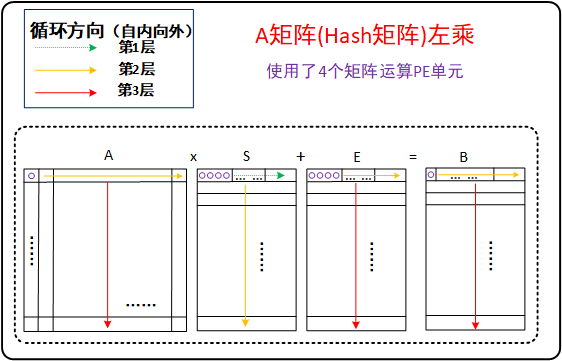 循环方向（自内向外）
第1层
第2层
第3层
A矩阵(Hash矩阵)左乘
使用了4个矩阵运算PE单元
A x S + E = B
... ...
... ...
... ...
......
......
......
......
......